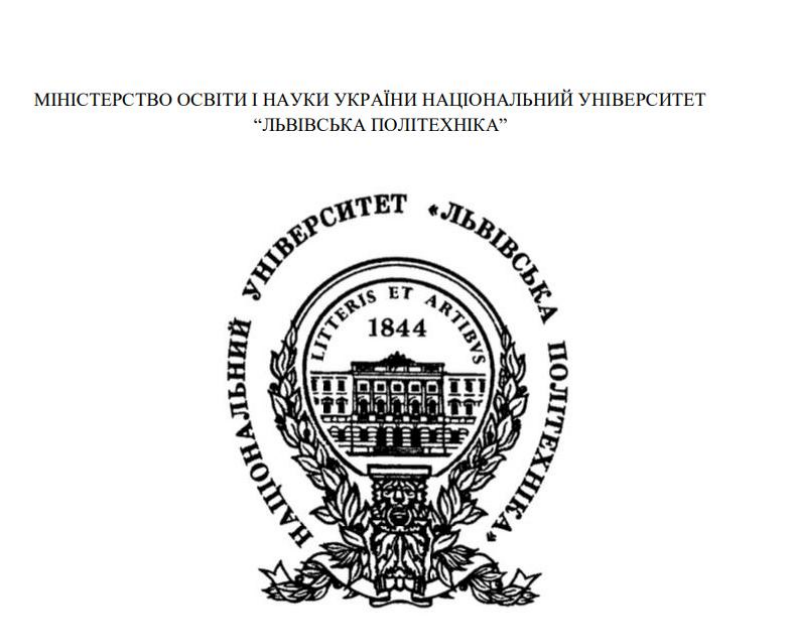 МІНІСТЕРСТВО ОСВІТИ І НАУКИ УКРАЇНИ НАЦІОНАЛЬНИЙ УНІВЕРСИТЕТ
“ЛЬВІВСЬКА ПОЛІТЕХНІКА”
НАЦІОНАЛЬНИЙ УНІВЕРСИТЕТ «ЛЬВІВСЬКА ПОЛІТЕХНІКА»
LITTERIS ET ARTIBVS
1844